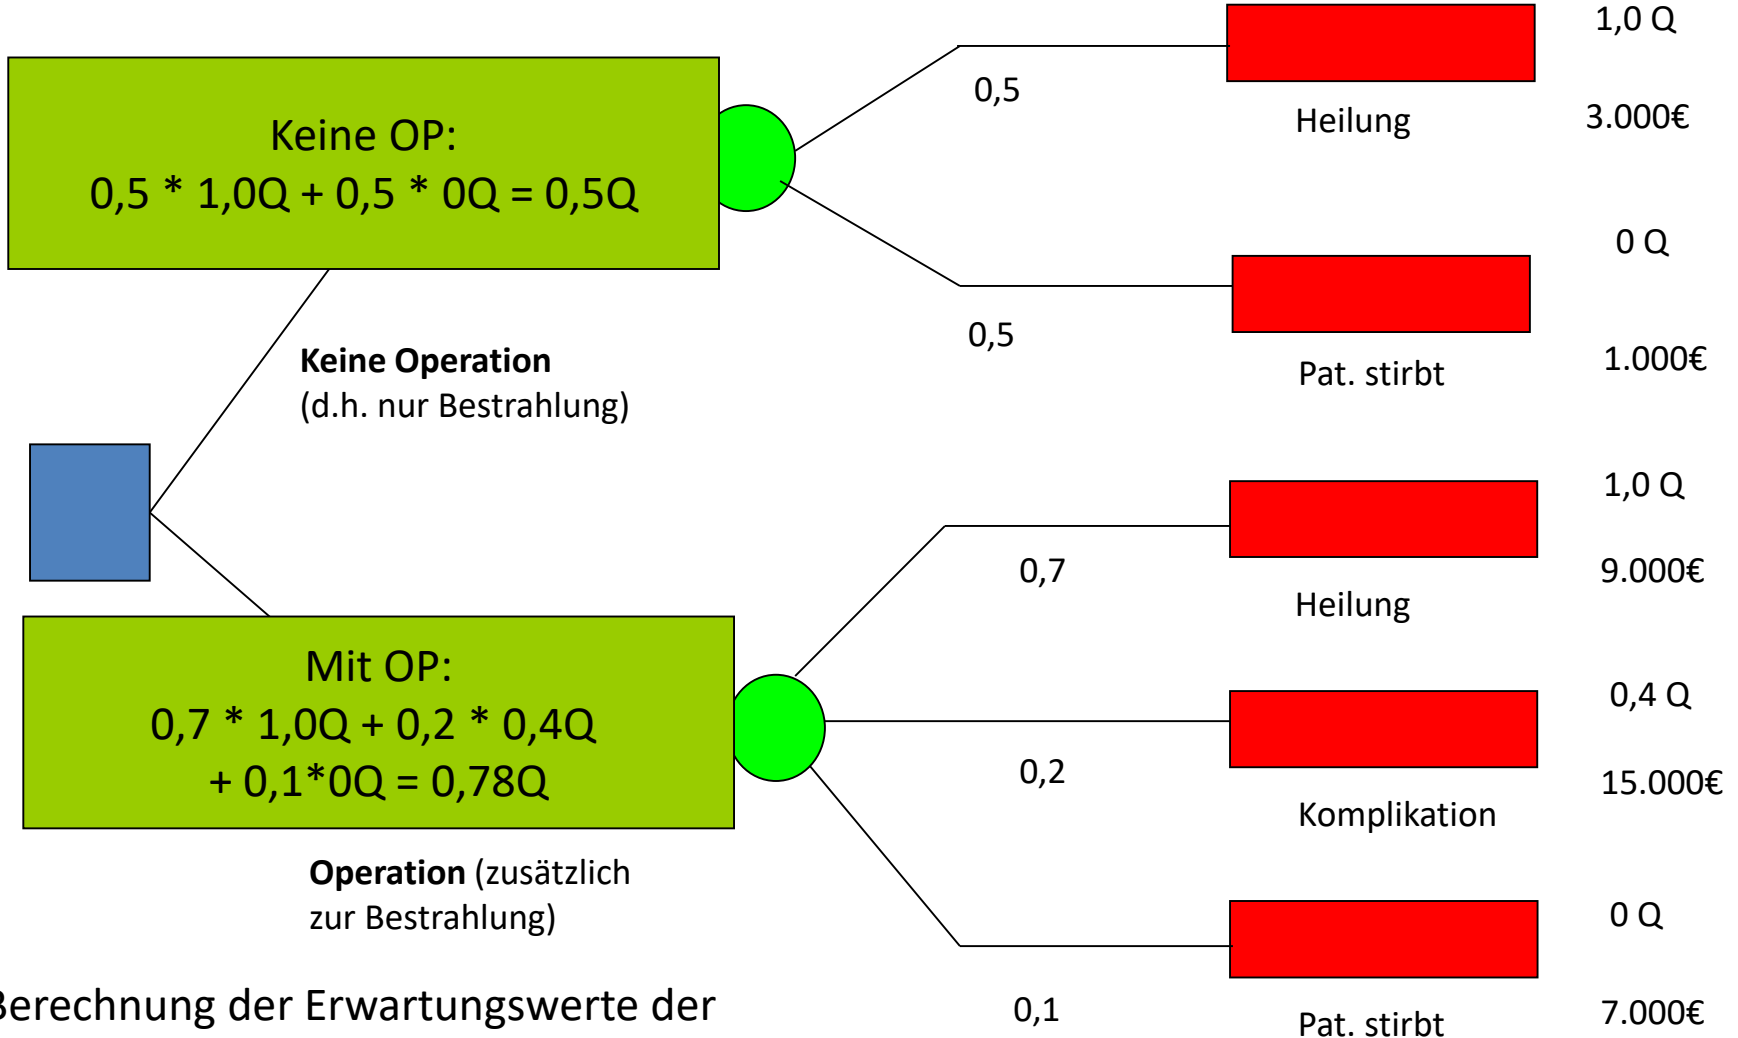 1,0 Q
0,5
Heilung
3.000€
Keine OP:
0,5 * 1,0Q + 0,5 * 0Q = 0,5Q
0 Q
0,5
Pat. stirbt
1.000€
Keine Operation
(d.h. nur Bestrahlung)
1,0 Q
0,7
Heilung
9.000€
Mit OP:
0,7 * 1,0Q + 0,2 * 0,4Q
+ 0,1*0Q = 0,78Q
0,4 Q
0,2
Komplikation
15.000€
Operation (zusätzlich
zur Bestrahlung)
0 Q
0,1
Pat. stirbt
7.000€
Berechnung der Erwartungswerte der